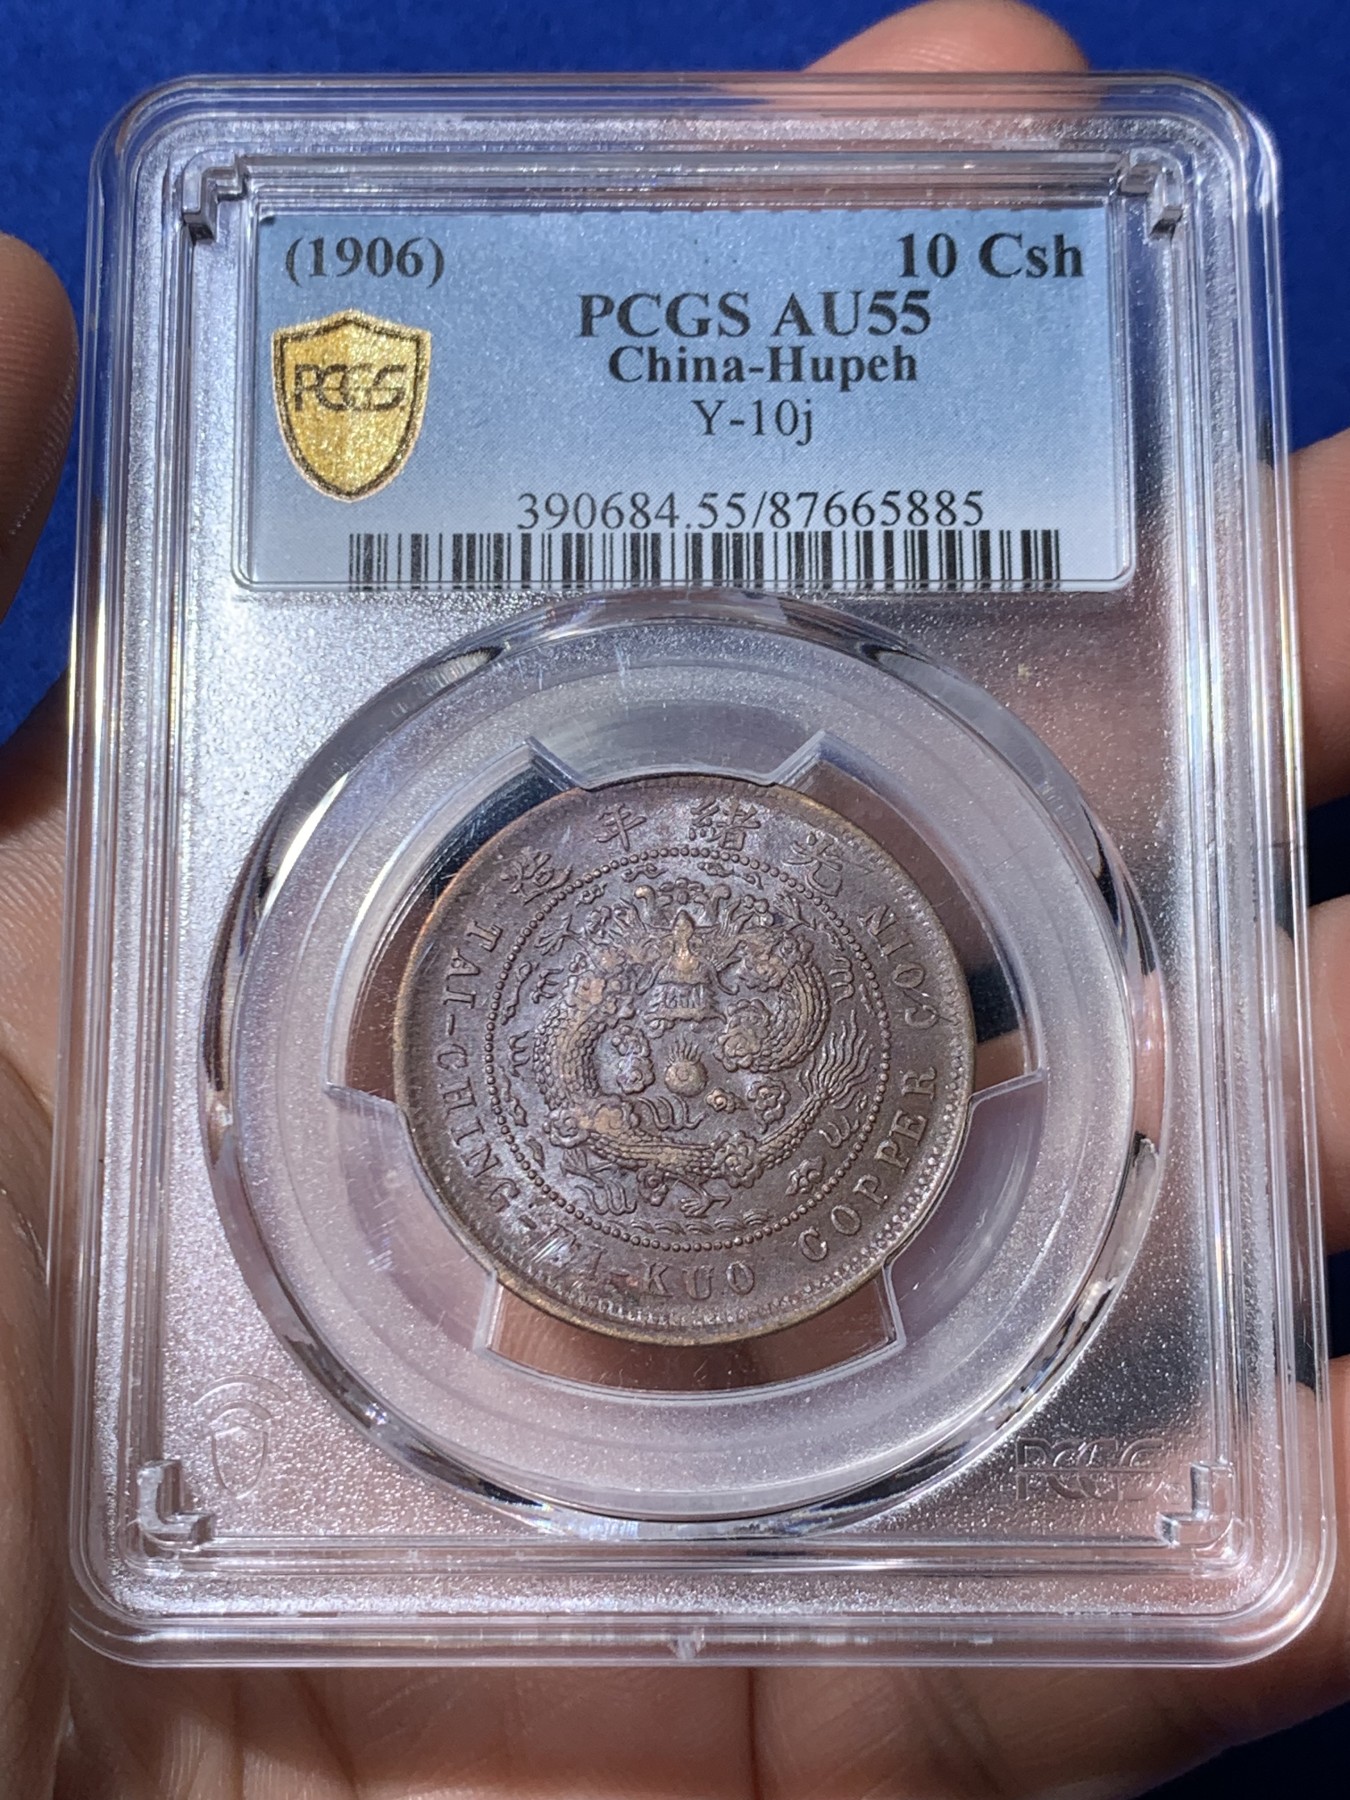 (1906) 10 Csh
PCGS AU55
China-Hupeh
PCGS
Y-10j
390684.55/87665885
造年緒光
TAI-CHING-TI-KUO COPPER COIN
PCGS